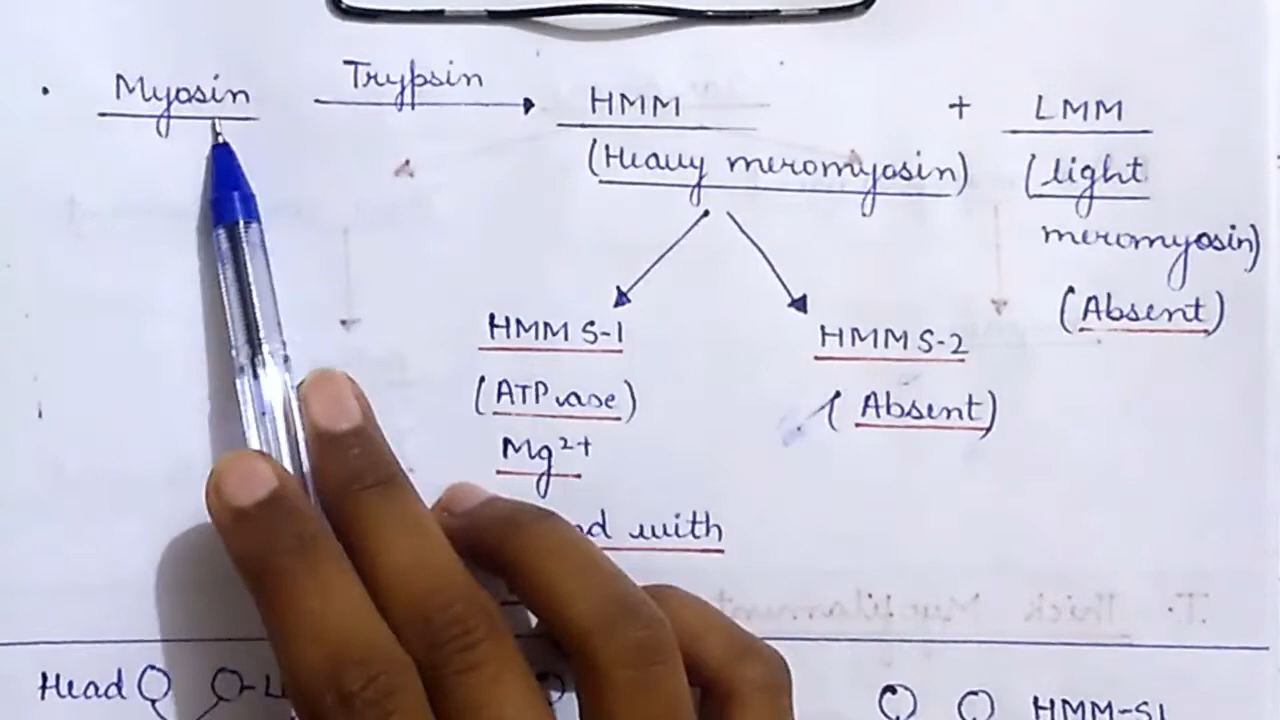 Myosin Trypsin HMM + LMM
(Heavy meromyosin) (light
meromyosin)
(Absent)
HMM S-1 HMM S-2
(ATPase) (Absent)
Mg2+
with
Head HMM-S1